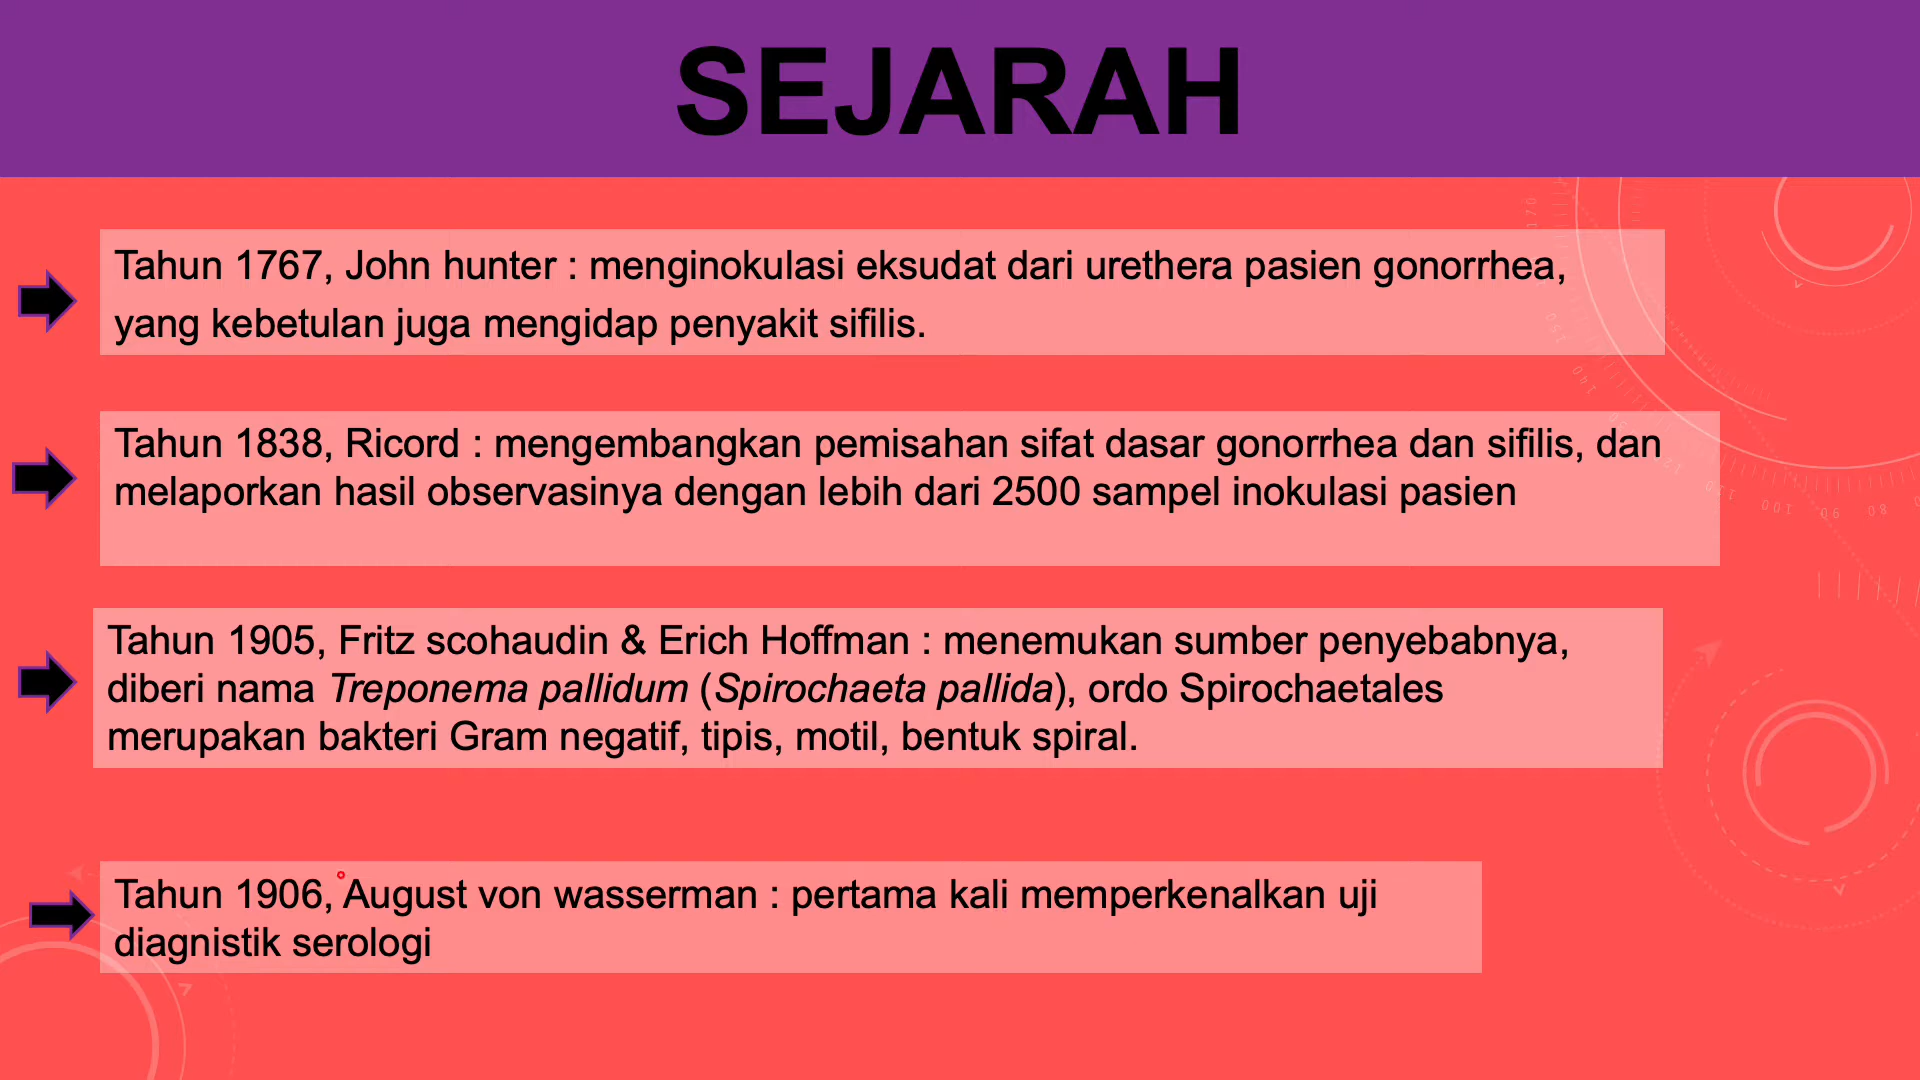 SEJARAH
Tahun 1767, John hunter : menginokulasi eksudat dari urethera pasien gonorrhea,
yang kebetulan juga mengidap penyakit sifilis.
Tahun 1838, Ricord : mengembangkan pemisahan sifat dasar gonorrhea dan sifilis, dan
melaporkan hasil observasinya dengan lebih dari 2500 sampel inokulasi pasien
Tahun 1905, Fritz scohaudin & Erich Hoffman : menemukan sumber penyebabnya,
diberi nama Treponema pallidum (Spirochaeta pallida), ordo Spirochaetales
merupakan bakteri Gram negatif, tipis, motil, bentuk spiral.
Tahun 1906, August von wasserman : pertama kali memperkenalkan uji
diagnistik serologi